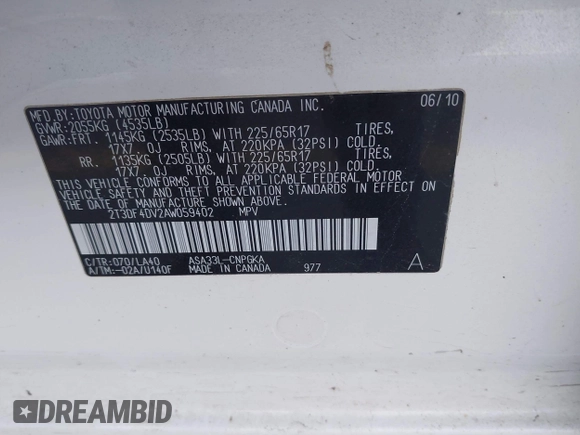 MFD.BY:TOYOTA MOTOR MANUFACTURING CANADA INC. 06/10
GVWR:2055KG (4535LB)
GAWR:FRT. 1145KG (2535LB) WITH 225/65R17 TIRES,
17X7. 0J RIMS, AT 220KPA (32PSI) COLD.
RR. 1135KG (2505LB) WITH 225/65R17 TIRES,
17X7. 0J RIMS, AT 220KPA (32PSI) COLD.
THIS VEHICLE CONFORMS TO ALL APPLICABLE FEDERAL MOTOR
VEHICLE SAFETY AND THEFT PREVENTION STANDARDS IN EFFECT ON
THE DATE OF MANUFACTURE SHOWN ABOVE.
2T3DF4DV2AW059402 MPV
C/TR:070/LA40 ASA33L-CNPGKA
A/TM:-02A/U140F MADE IN CANADA 977 A
DREAMBID